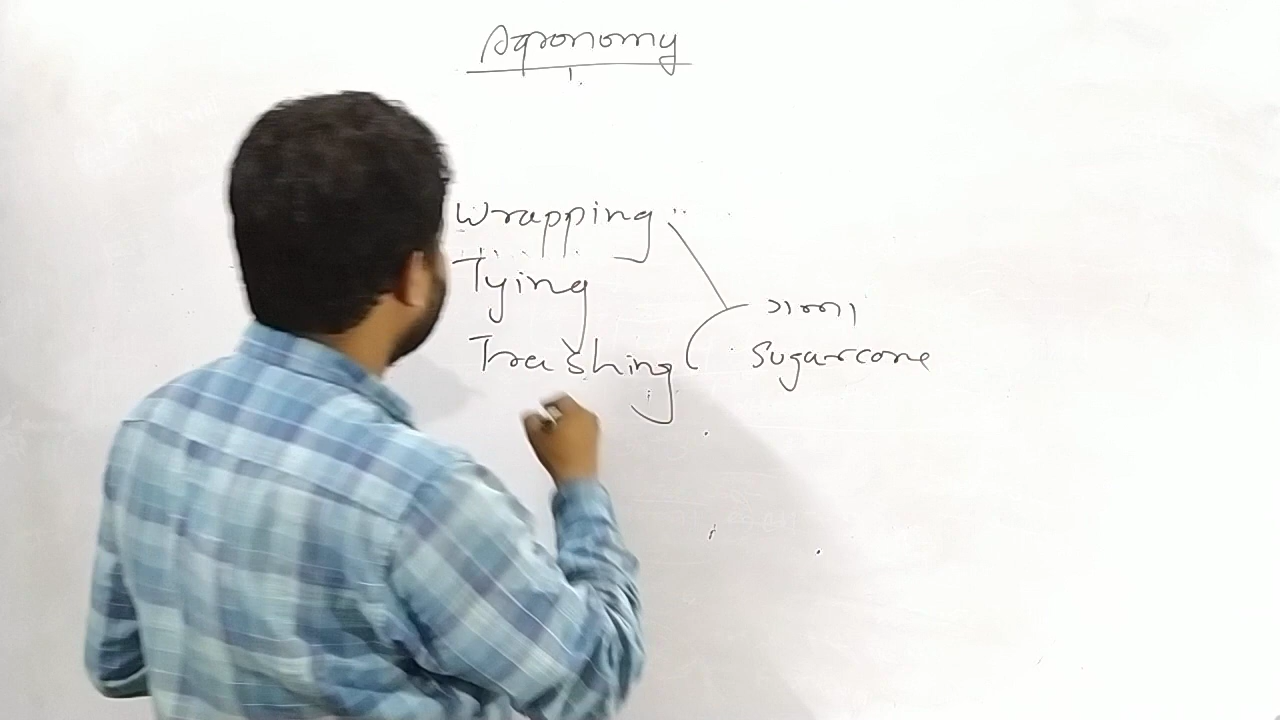 Agronomy
Wrapping
Tying
Trashing
गन्ना
Sugarcane